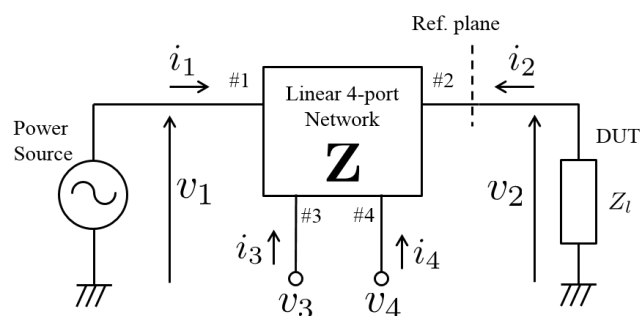 Ref. plane
i₁
#1
Linear 4-port
Network
Z
#2
i₂
Power
Source
v₁
v₂
DUT
Zₗ
#3
#4
i₃
i₄
v₃
v₄